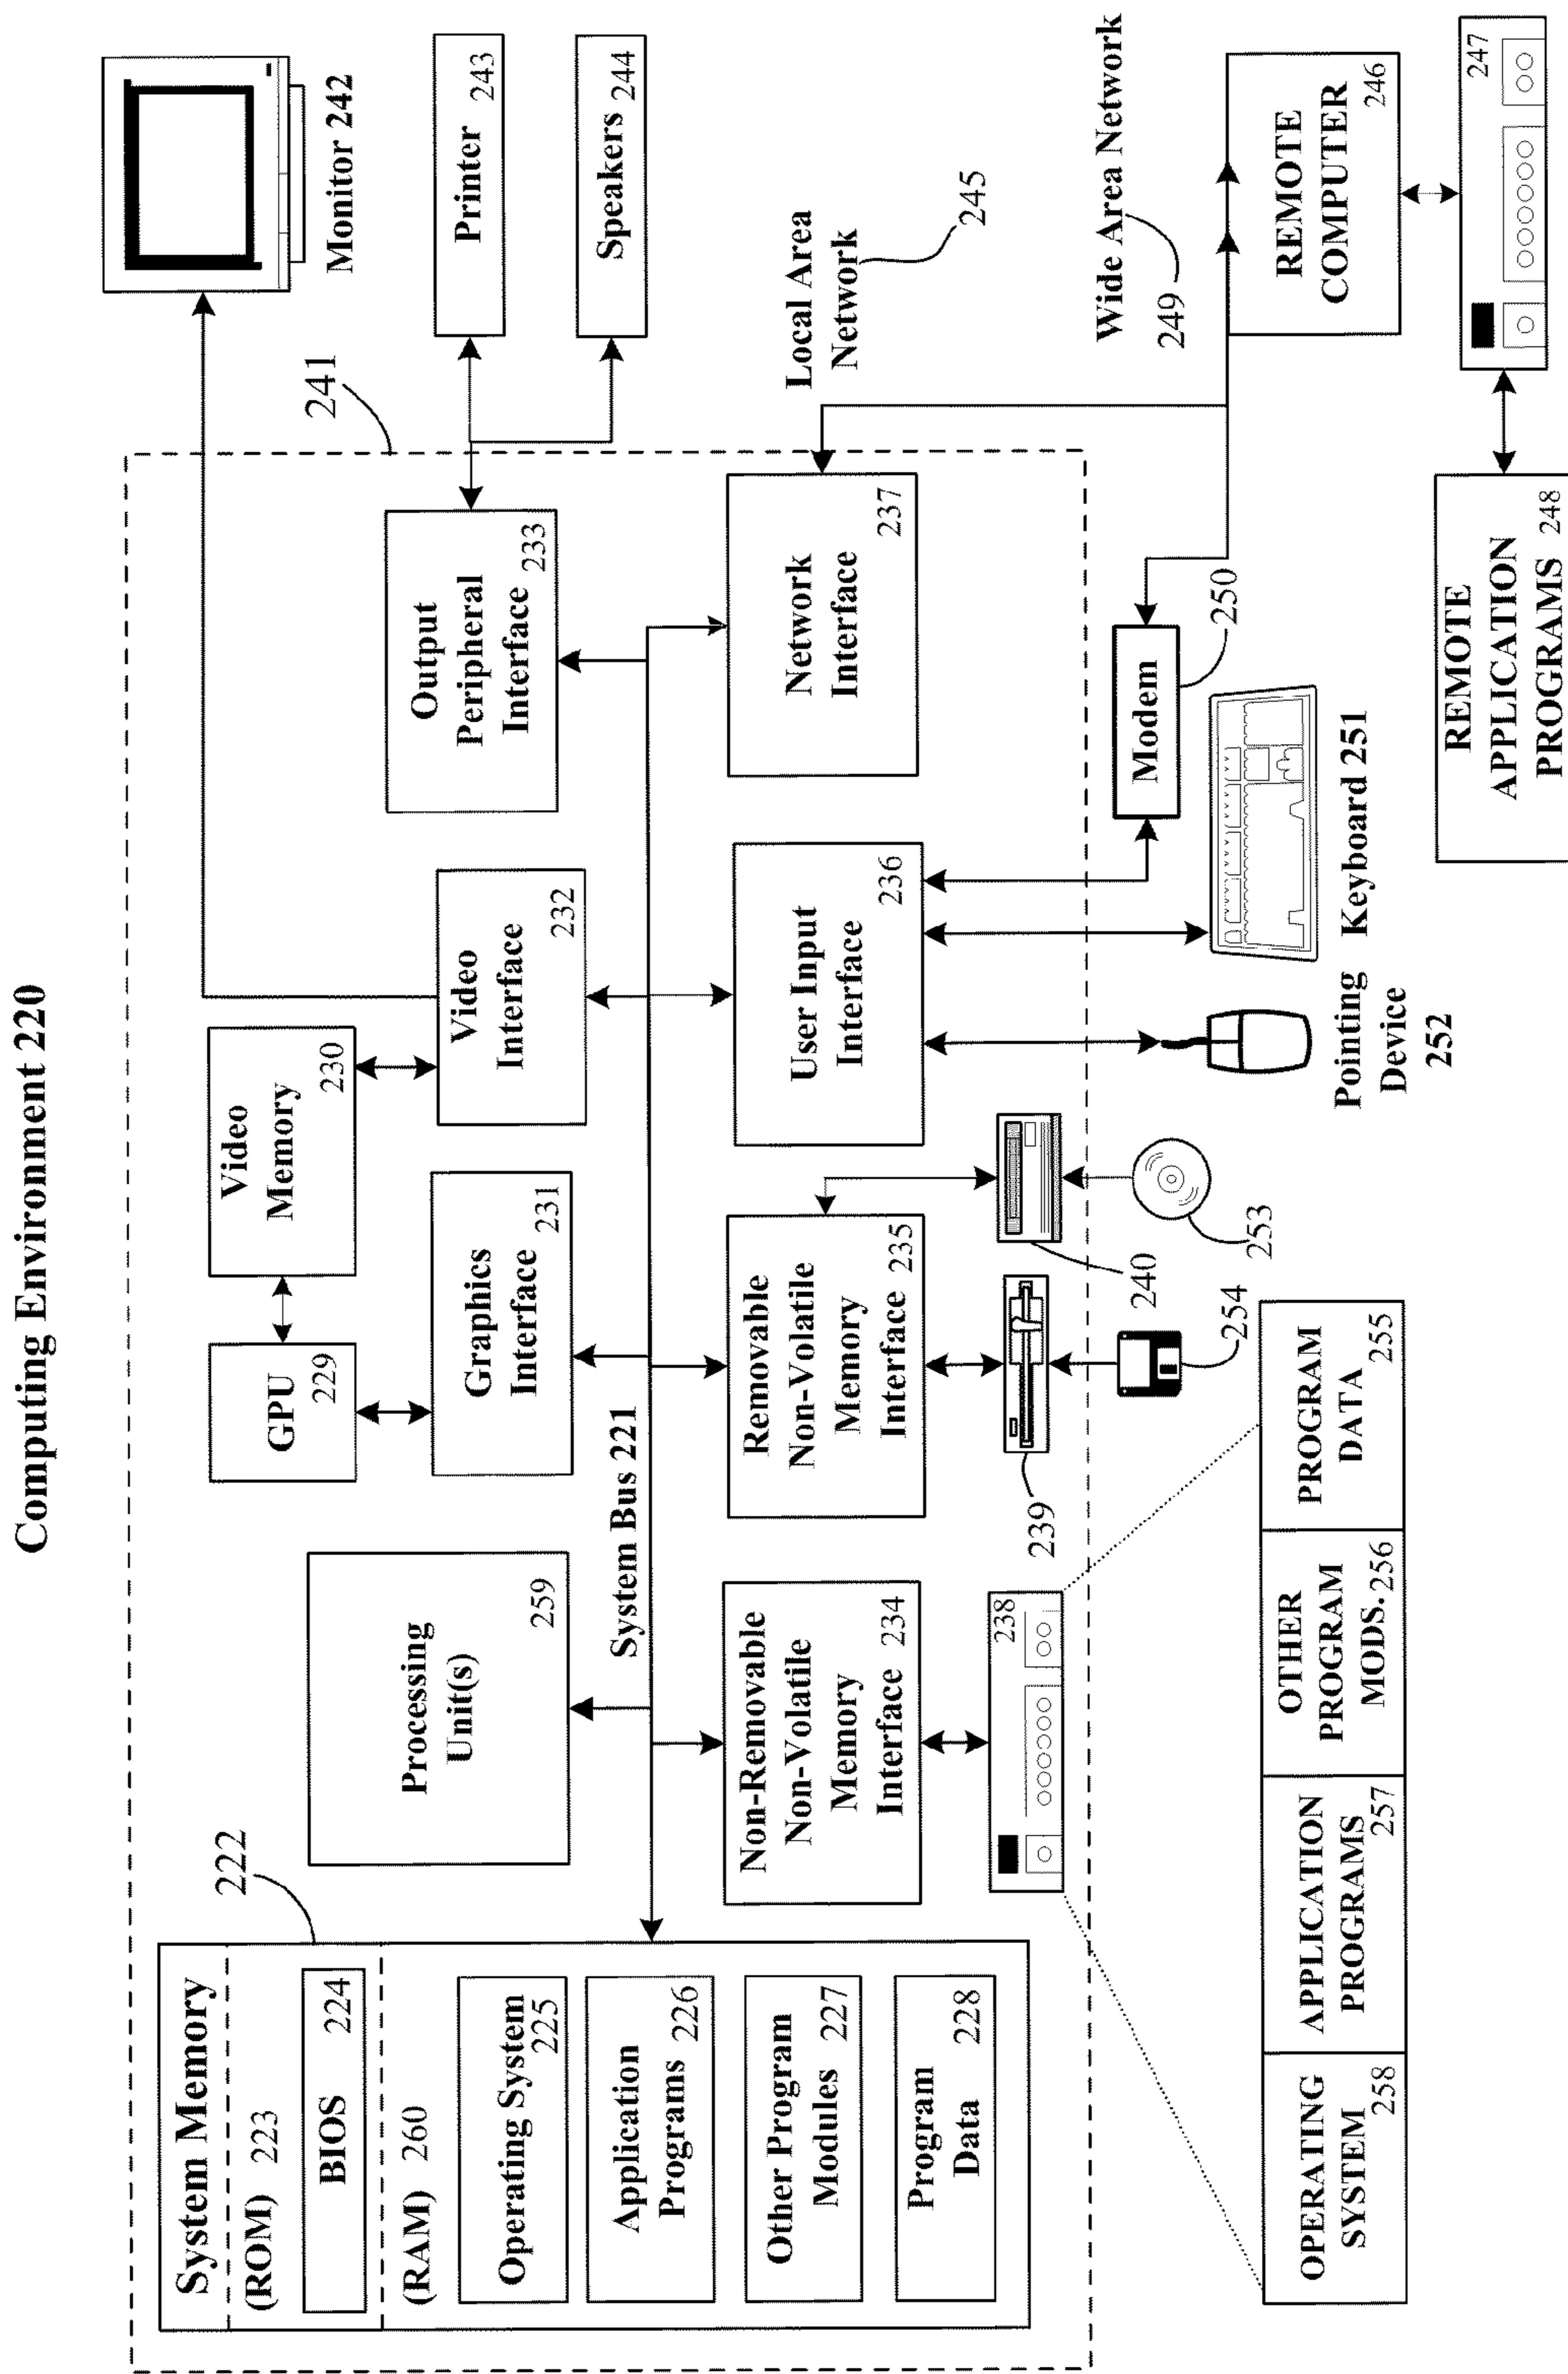 Computing Environment 220
System Memory
(ROM) 223
BIOS 224
(RAM) 260
Operating System
225
Application
Programs 226
Other Program
Modules 227
Program
Data 228
222
Processing
Unit(s)
259
System Bus 221
GPU
229
Video
Memory
230
Graphics
Interface
231
Video
Interface
232
Output
Peripheral
Interface
233
241
Monitor 242
Printer
243
Speakers
244
Non-Removable
Non-Volatile
Memory
Interface 234
Removable
Non-Volatile
Memory
Interface 235
User Input
Interface
236
Network
Interface
237
Local Area
Network
245
238
239
240
254
253
Pointing
Device
252
Keyboard 251
Modem
250
Wide Area Network
249
REMOTE
COMPUTER
246
247
REMOTE
APPLICATION
PROGRAMS 248
OPERATING
SYSTEM
258
APPLICATION
PROGRAMS
257
OTHER
PROGRAM
MODS. 256
PROGRAM
DATA
255